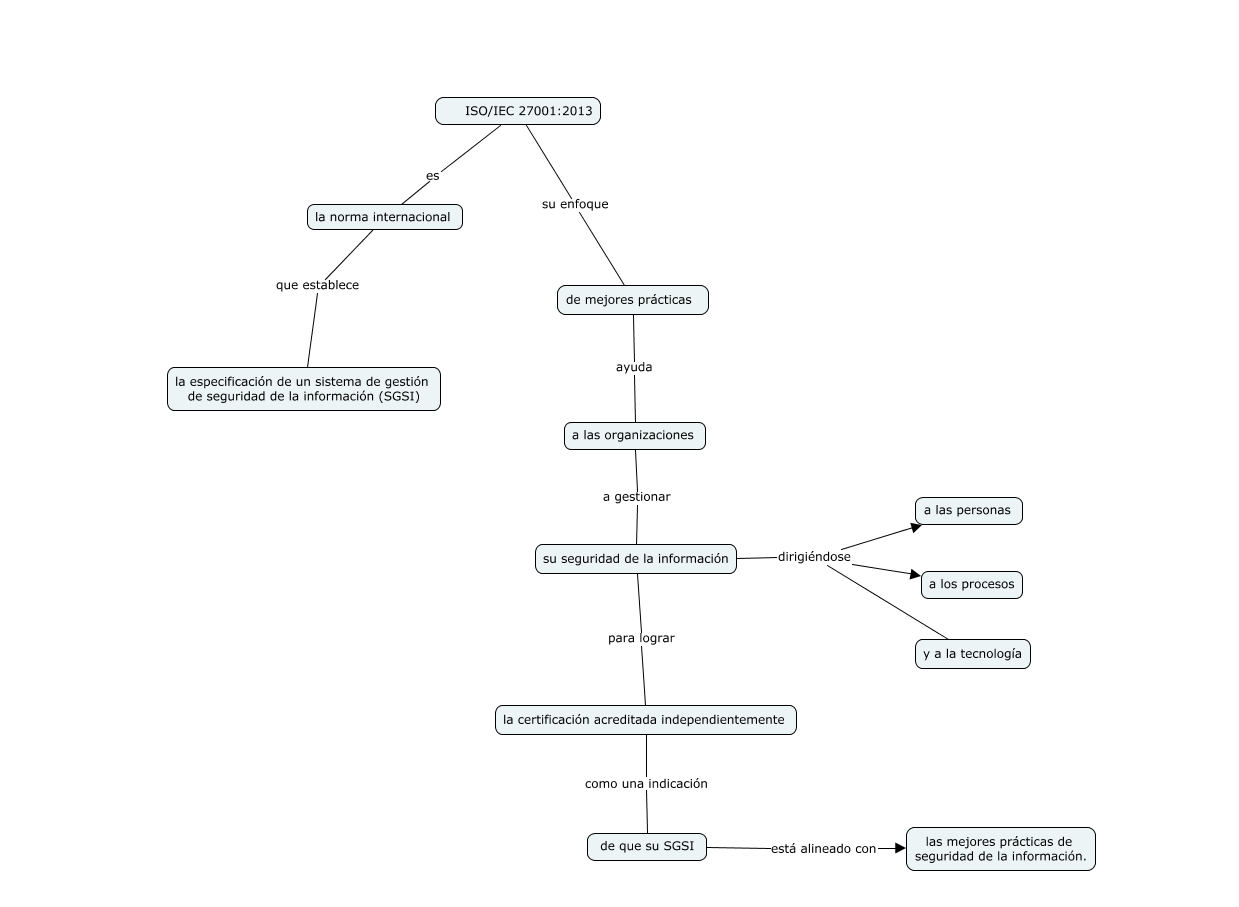 ISO/IEC 27001:2013
es
su enfoque
la norma internacional
que establece
de mejores prácticas
ayuda
la especificación de un sistema de gestión
de seguridad de la información (SGSI)
a las organizaciones
a gestionar
a las personas
su seguridad de la información
dirigiéndose
a los procesos
para lograr
y a la tecnología
la certificación acreditada independientemente
como una indicación
de que su SGSI
está alineado con
las mejores prácticas de
seguridad de la información.